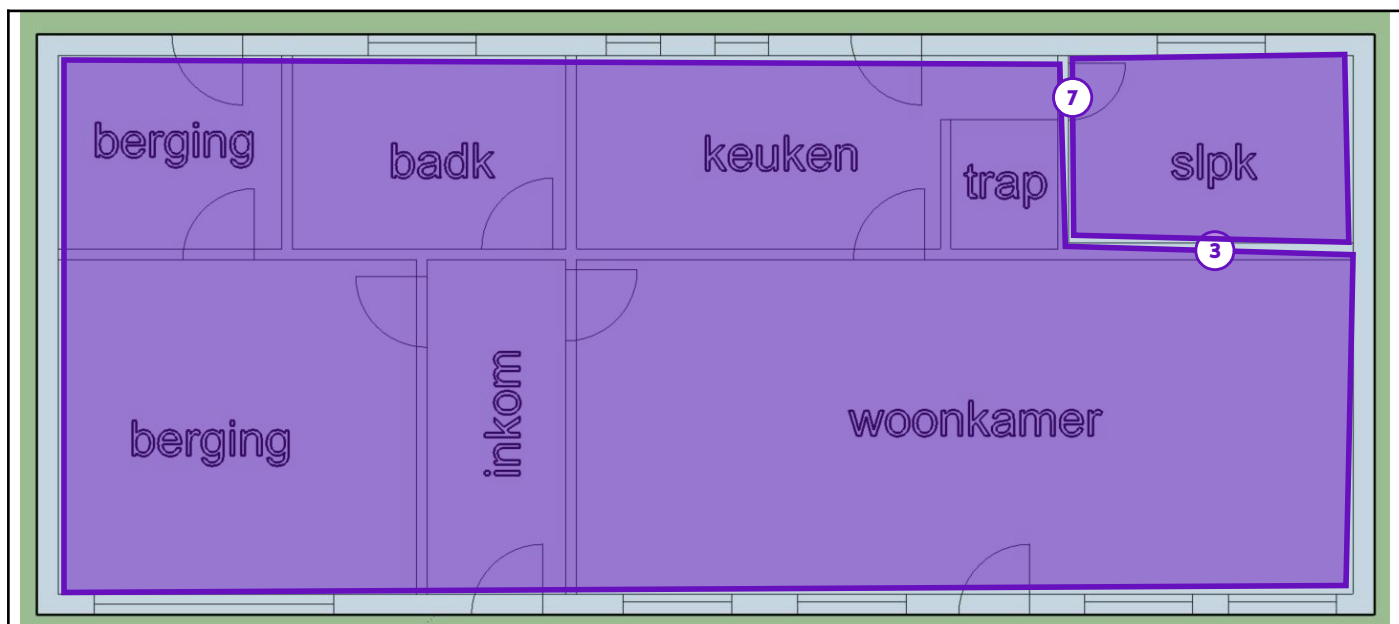 berging
badk
keuken
trap
7
slpk
3
berging
inkom
woonkamer